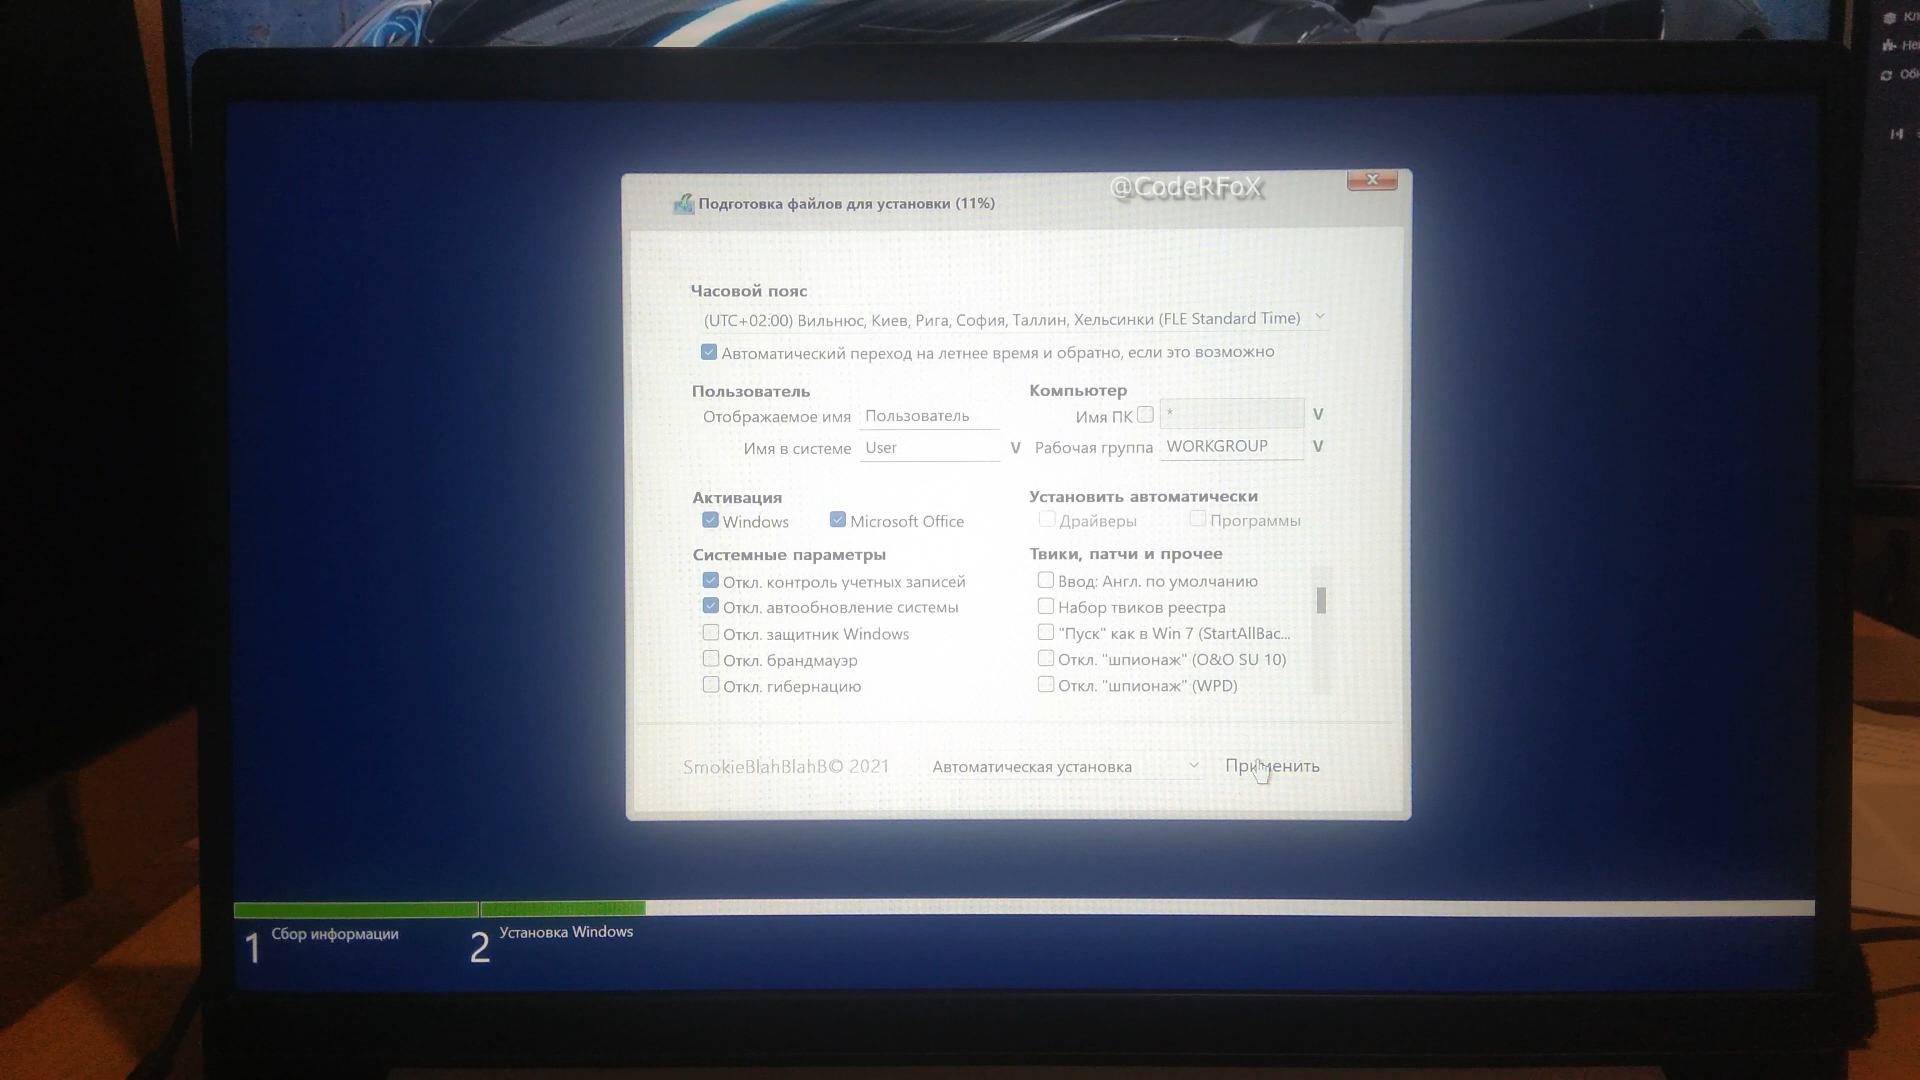 @CodeRFoX
Подготовка файлов для установки (11%)
Часовой пояс
(UTC+02:00) Вильнюс, Киев, Рига, София, Таллин, Хельсинки (FLE Standard Time)
Автоматический переход на летнее время и обратно, если это возможно
Пользователь
Компьютер
Отображаемое имя Пользователь
Имя ПК *
Имя в системе User V
Рабочая группа WORKGROUP V
Активация
Установить автоматически
Windows Microsoft Office
Драйверы Программы
Системные параметры
Твики, патчи и прочее
Откл. контроль учетных записей
Ввод: Англ. по умолчанию
Откл. автообновление системы
Набор твиков реестра
Откл. защитник Windows
"Пуск" как в Win 7 (StartAllBac...
Откл. брандмауэр
Откл. "шпионаж" (O&O SU 10)
Откл. гибернацию
Откл. "шпионаж" (WPD)
SmokieBlahBlahB© 2021 Автоматическая установка Применить
1 Сбор информации
2 Установка Windows